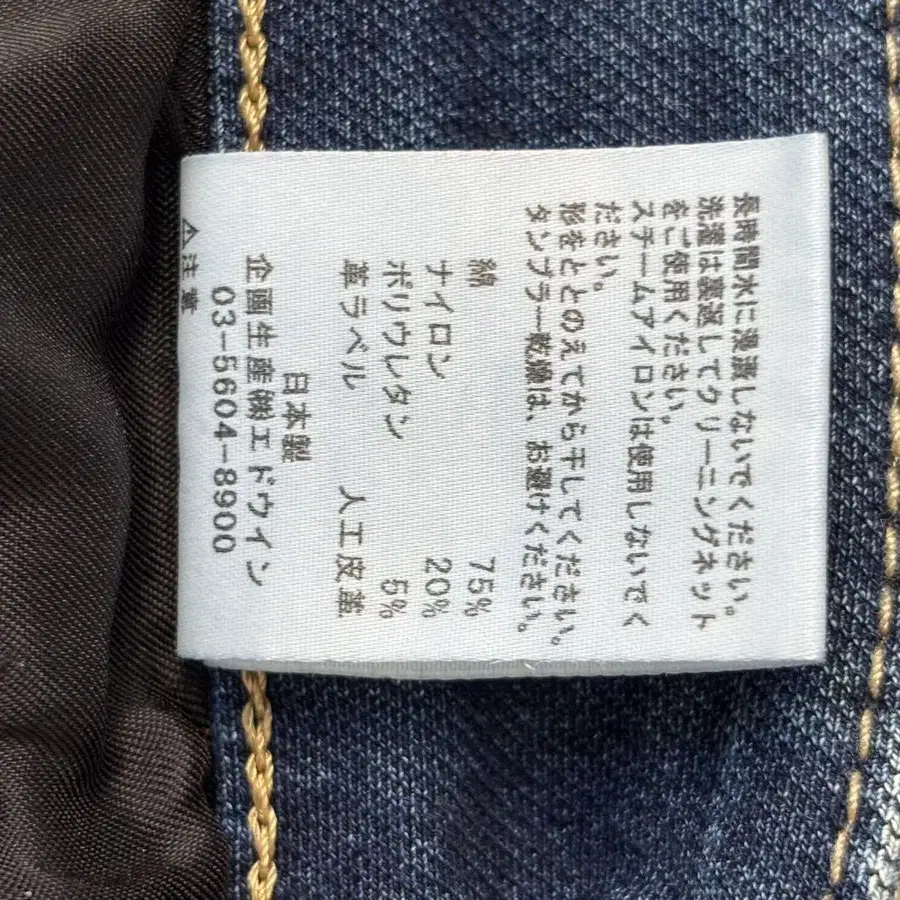 長時間水に浸漬しないでください。
洗濯は裏返してクリーニングネット
をご使用ください。
スチームアイロンは使用しないでく
ださい。
形をととのえてから干してください。
タンブラー乾燥は、お避けください。
綿 75%
ナイロン 20%
ポリウレタン 5%
革ラベル 人工皮革
日本製
企画生産㈱エドウイン
03-5604-8900
⚠注意